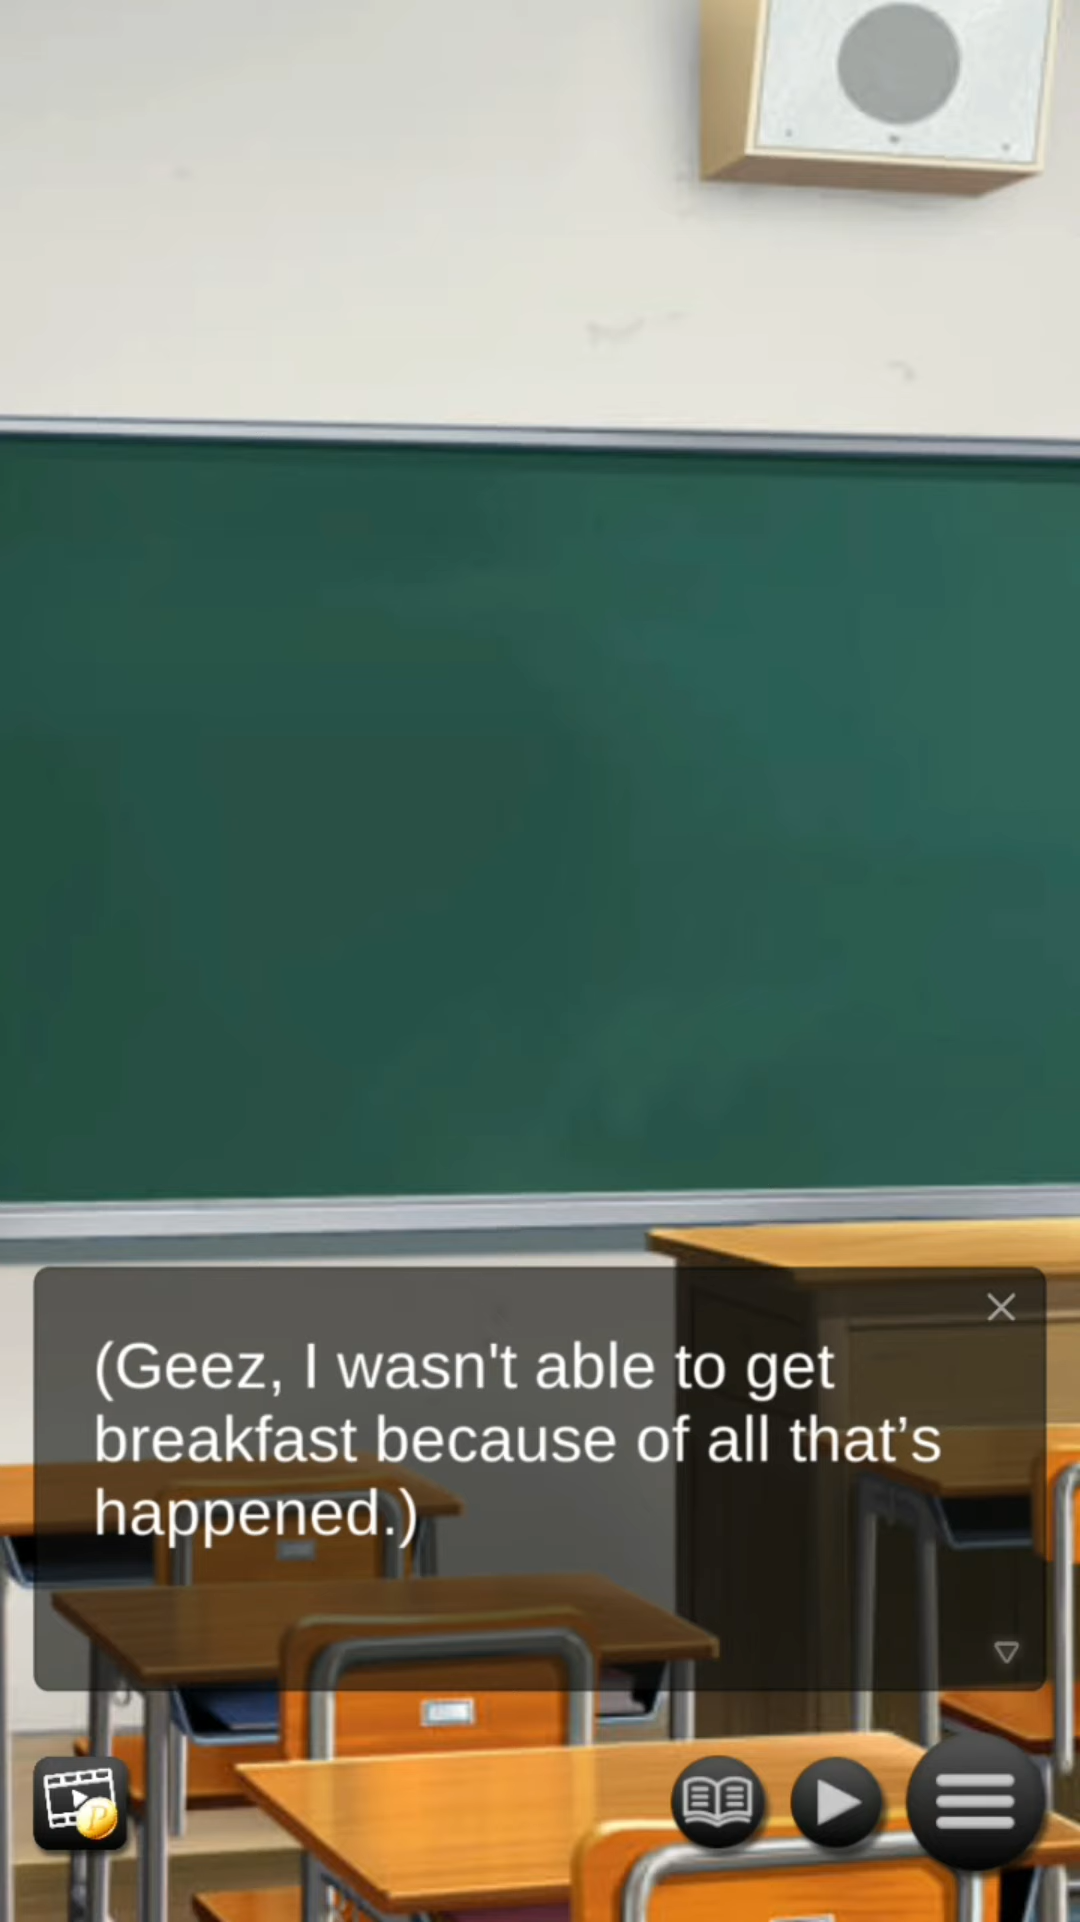 (Geez, I wasn't able to get
breakfast because of all that’s
happened.)
P